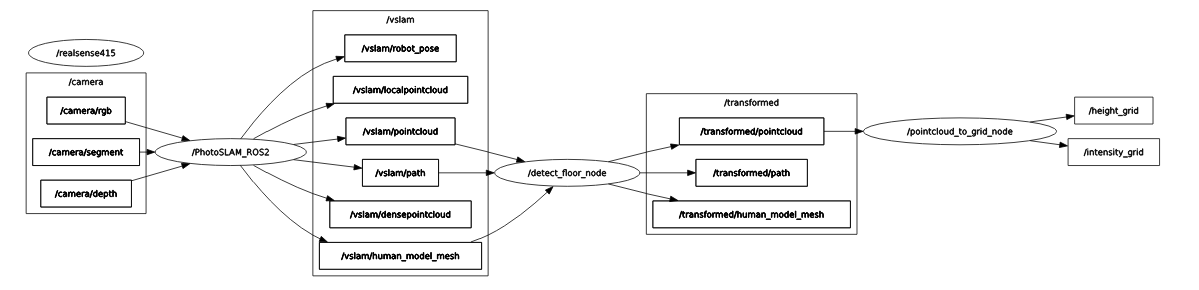 /realsense415
/camera
/camera/rgb
/camera/segment
/camera/depth
/PhotoSLAM_ROS2
/vslam
/vslam/robot_pose
/vslam/localpointcloud
/vslam/pointcloud
/vslam/path
/vslam/densepointcloud
/vslam/human_model_mesh
/detect_floor_node
/transformed
/transformed/pointcloud
/transformed/path
/transformed/human_model_mesh
/pointcloud_to_grid_node
/height_grid
/intensity_grid